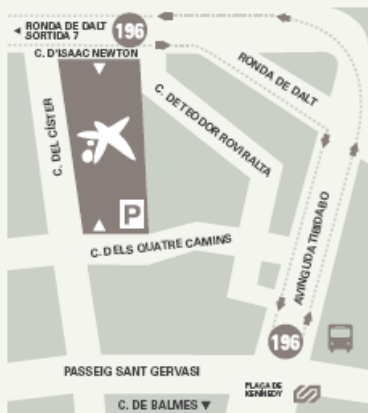 RONDA DE DALT
SORTIDA 7
196
C. D'ISAAC NEWTON
RONDA DE DALT
C. DE TEODOR ROVIRALTA
C. DEL CÍSTER
P
C. DELS QUATRE CAMINS
AVINGUDA TIBIDABO
196
PASSEIG SANT GERVASI
PLAÇA DE
KENNEDY
C. DE BALMES